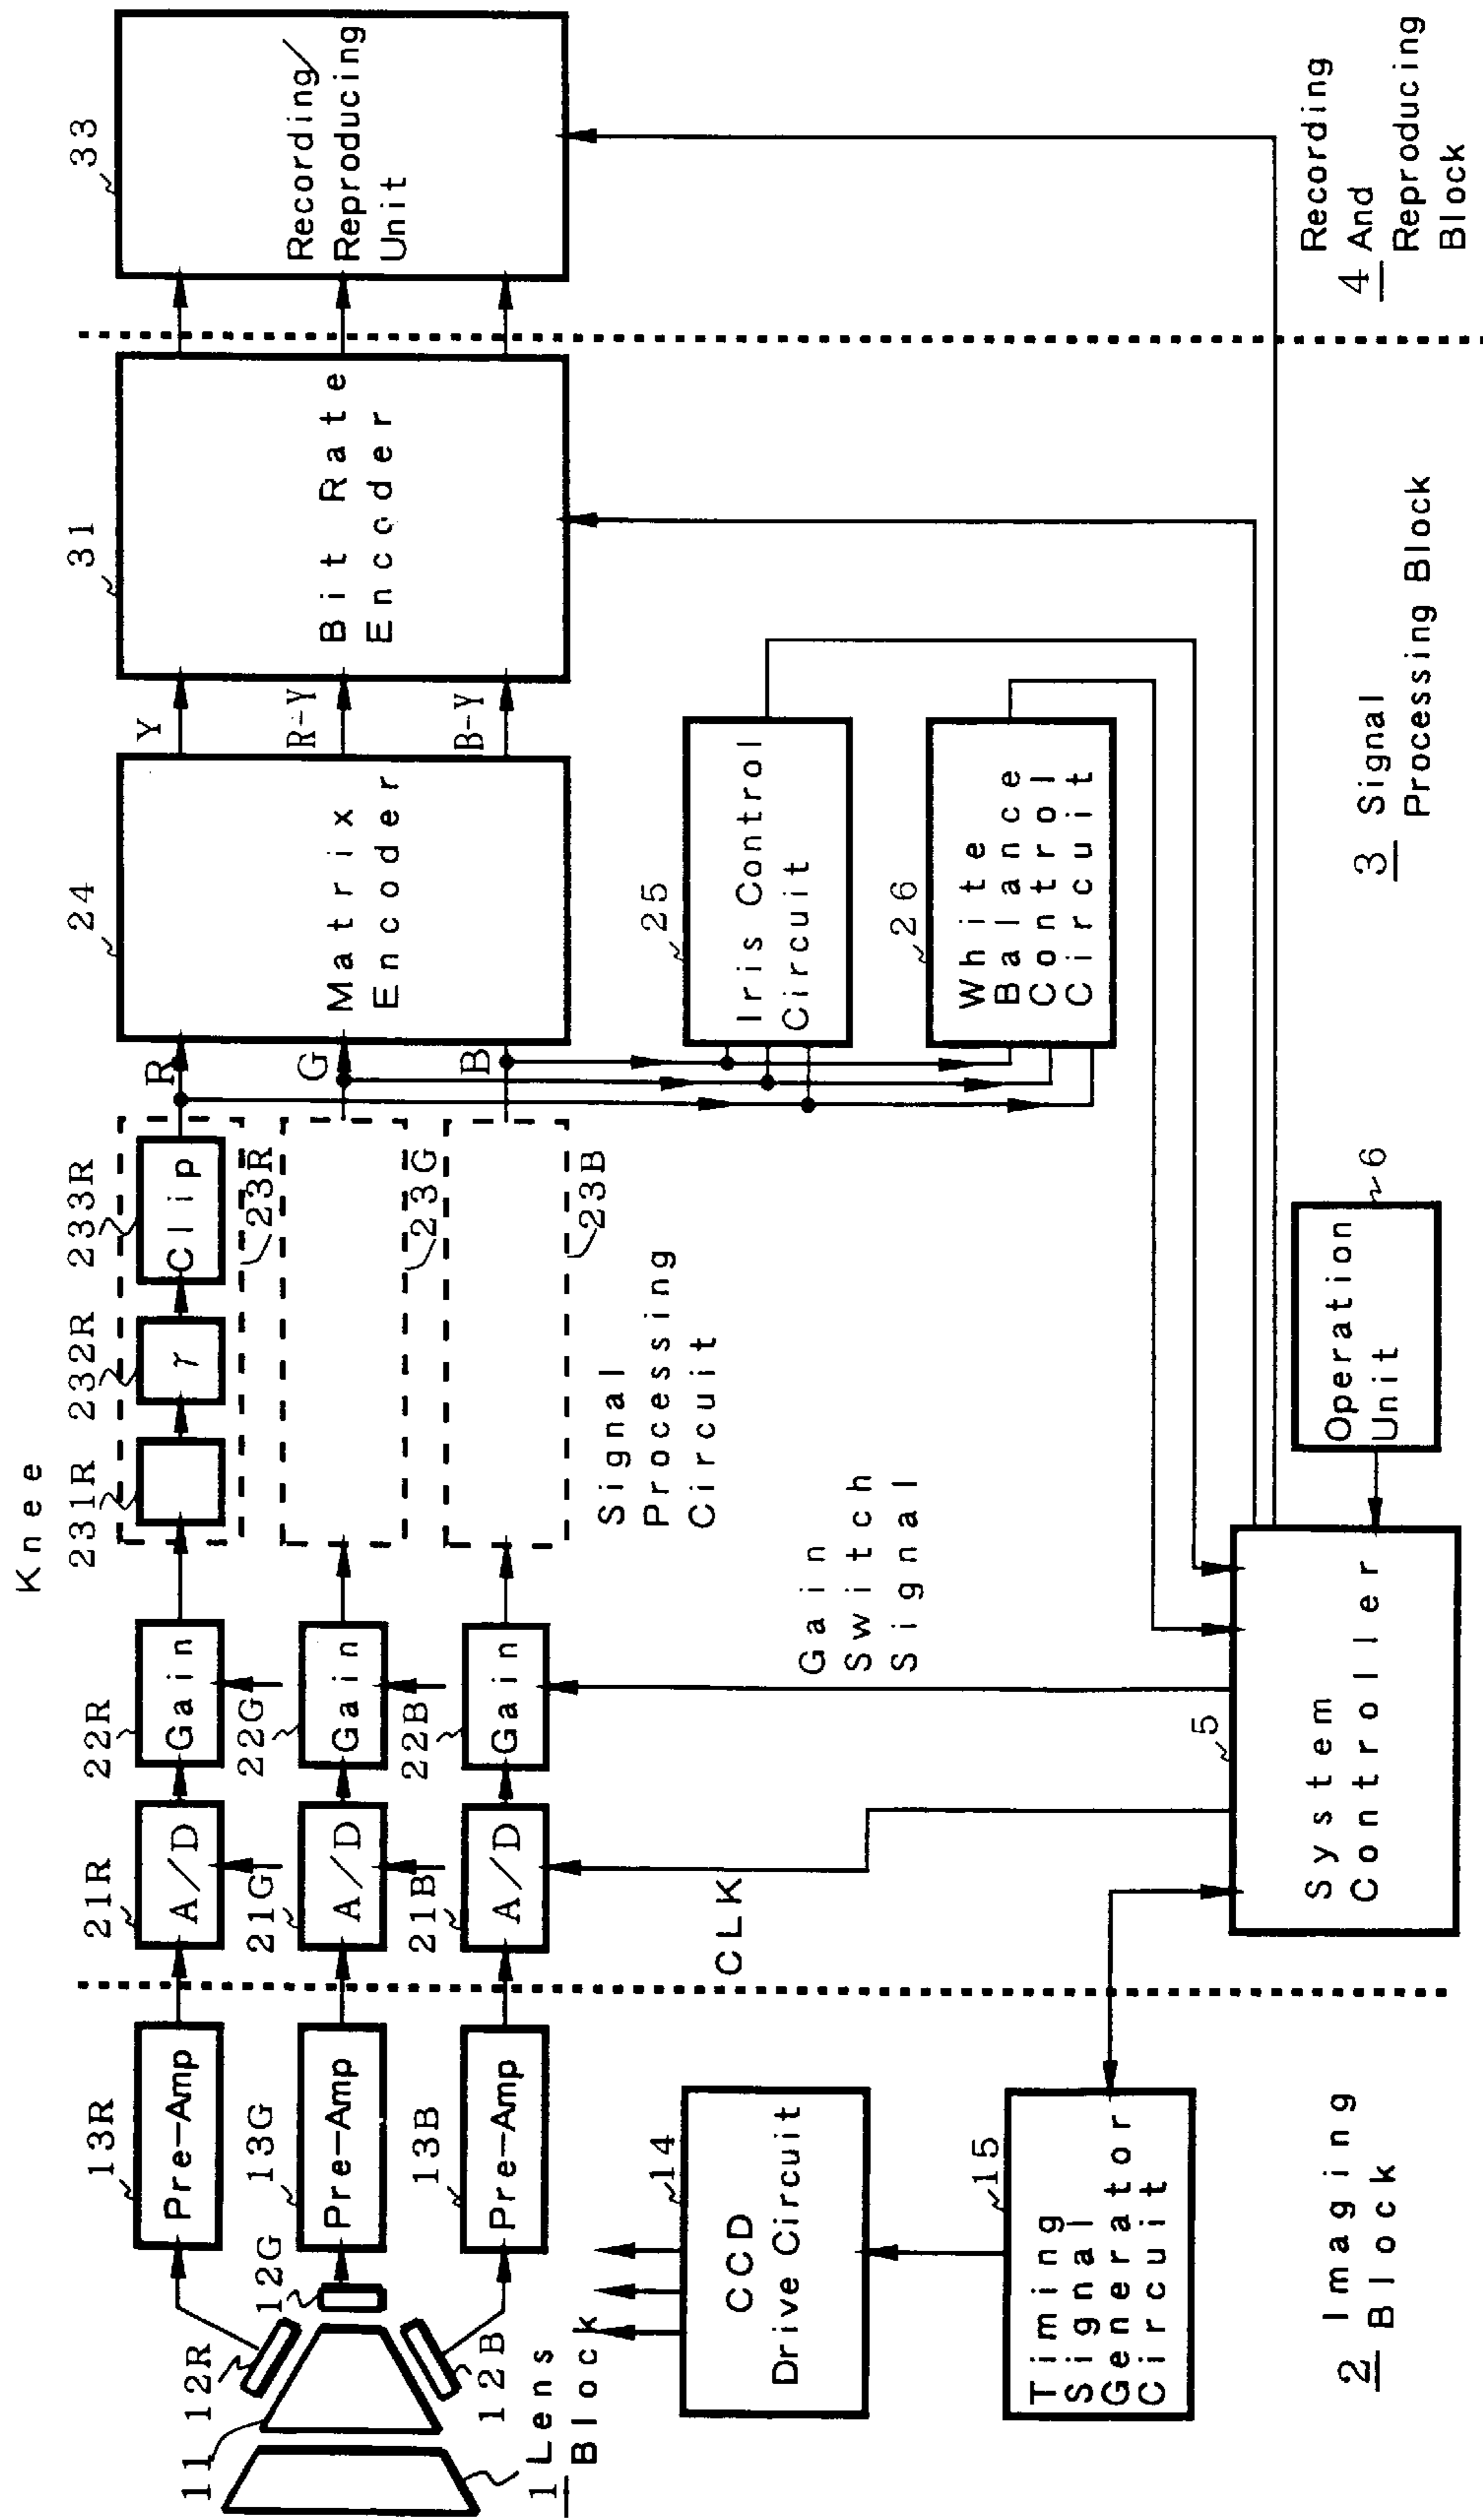 Knee
13R
21R
22R
231R
232R
233R
24
31
33
Pre-Amp
A/D
Gain
γ
Clip
R
Y
12R
11
12G
13G
21G
22G
23R
Pre-Amp
A/D
Gain
G
Matrix
Encoder
R-Y
Bit Rate
Encoder
Recording/
Reproducing
Unit
12B
13B
21B
22B
23G
Pre-Amp
A/D
Gain
B
B-Y
1 Lens
Block
23B
Signal
Processing
Circuit
14
CCD
Drive Circuit
CLK
Gain
Switch
Signal
25
Iris Control
Circuit
26
White
Balance
Control
Circuit
15
Timing
Signal
Generator
Circuit
5
System
Controller
6
Operation
Unit
2 Imaging
Block
3 Signal
Processing Block
Recording
4 And
Reproducing
Block